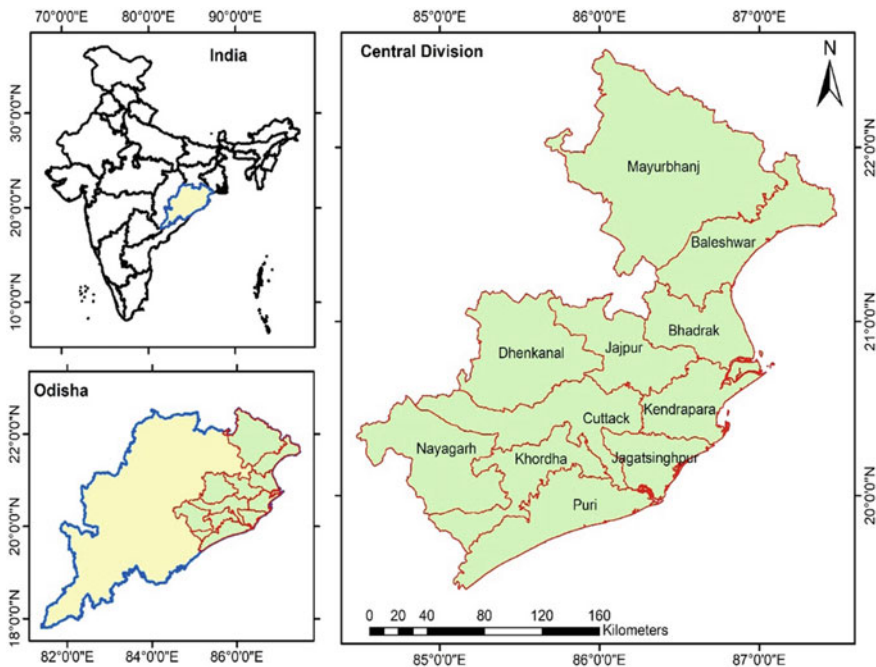 70°0'0"E 80°0'0"E 90°0'0"E
India
30°0'0"N
20°0'0"N
10°0'0"N
Odisha
22°0'0"N
20°0'0"N
18°0'0"N
82°0'0"E 84°0'0"E 86°0'0"E
85°0'0"E 86°0'0"E 87°0'0"E
Central Division
N
22°0'0"N
21°0'0"N
20°0'0"N
Mayurbhanj
Baleshwar
Bhadrak
Dhenkanal
Jajpur
Kendrapara
Cuttack
Nayagarh
Khordha
Jagatsinghpur
Puri
0 20 40 80 120 160
Kilometers
85°0'0"E 86°0'0"E 87°0'0"E